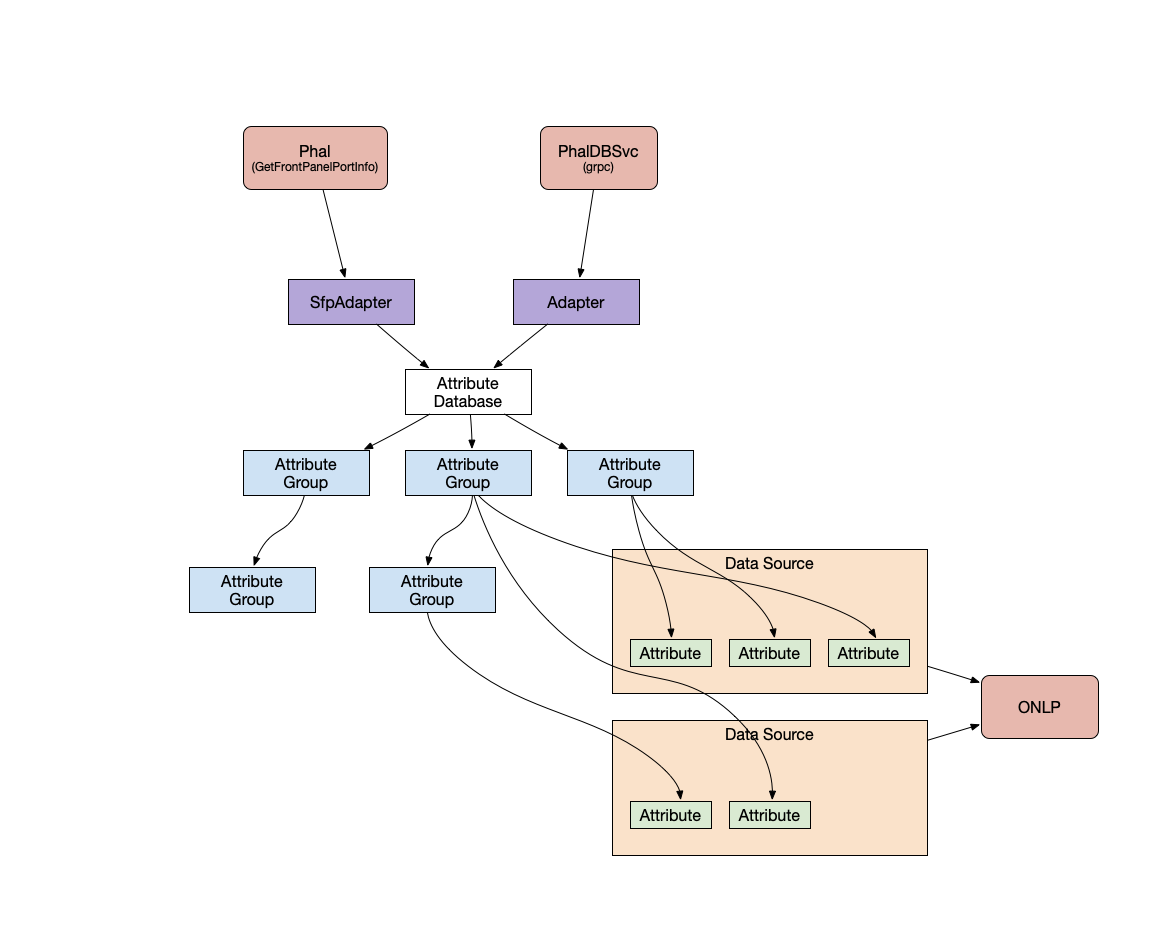 Phal
(GetFrontPanelPortInfo)
PhalDBSvc
(grpc)
SfpAdapter
Adapter
Attribute
Database
Attribute
Group
Attribute
Group
Attribute
Group
Attribute
Group
Attribute
Group
Data Source
Attribute
Attribute
Attribute
ONLP
Data Source
Attribute
Attribute